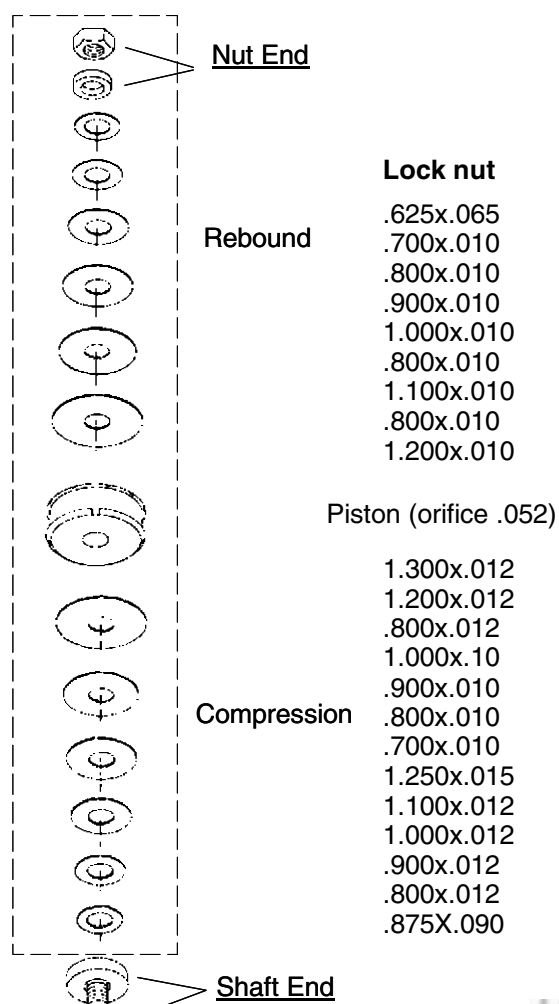 Nut End
Lock nut
.625x.065
Rebound
.700x.010
.800x.010
.900x.010
1.000x.010
.800x.010
1.100x.010
.800x.010
1.200x.010
Piston (orifice .052)
1.300x.012
1.200x.012
.800x.012
1.000x.10
.900x.010
Compression
.800x.010
.700x.010
1.250x.015
1.100x.012
1.000x.012
.900x.012
.800x.012
.875X.090
Shaft End